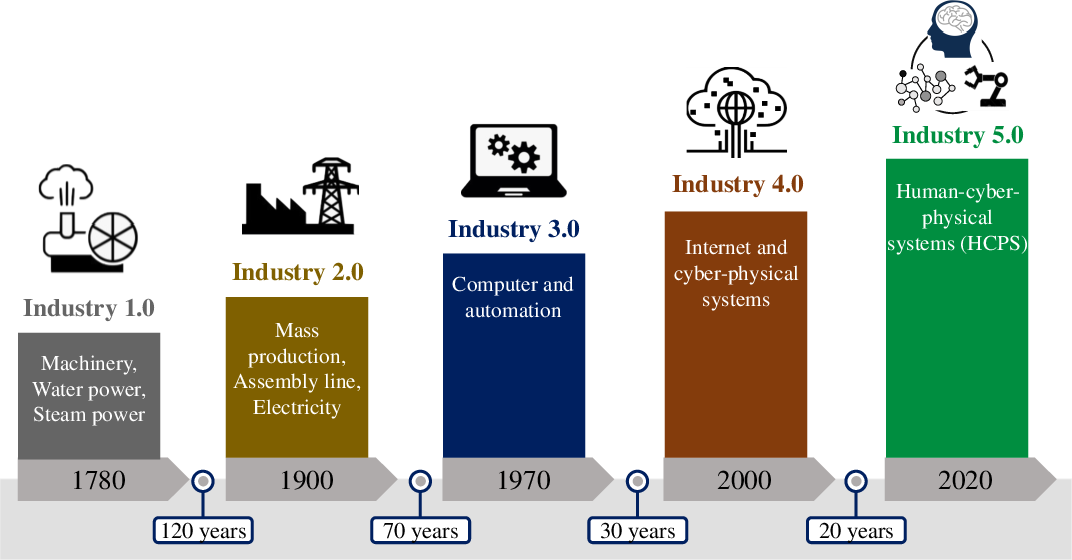 Industry 1.0
Machinery,
Water power,
Steam power
1780
Industry 2.0
Mass
production,
Assembly line,
Electricity
1900
Industry 3.0
Computer and
automation
1970
Industry 4.0
Internet and
cyber-physical
systems
2000
Industry 5.0
Human-cyber-
physical
systems (HCPS)
2020
120 years
70 years
30 years
20 years